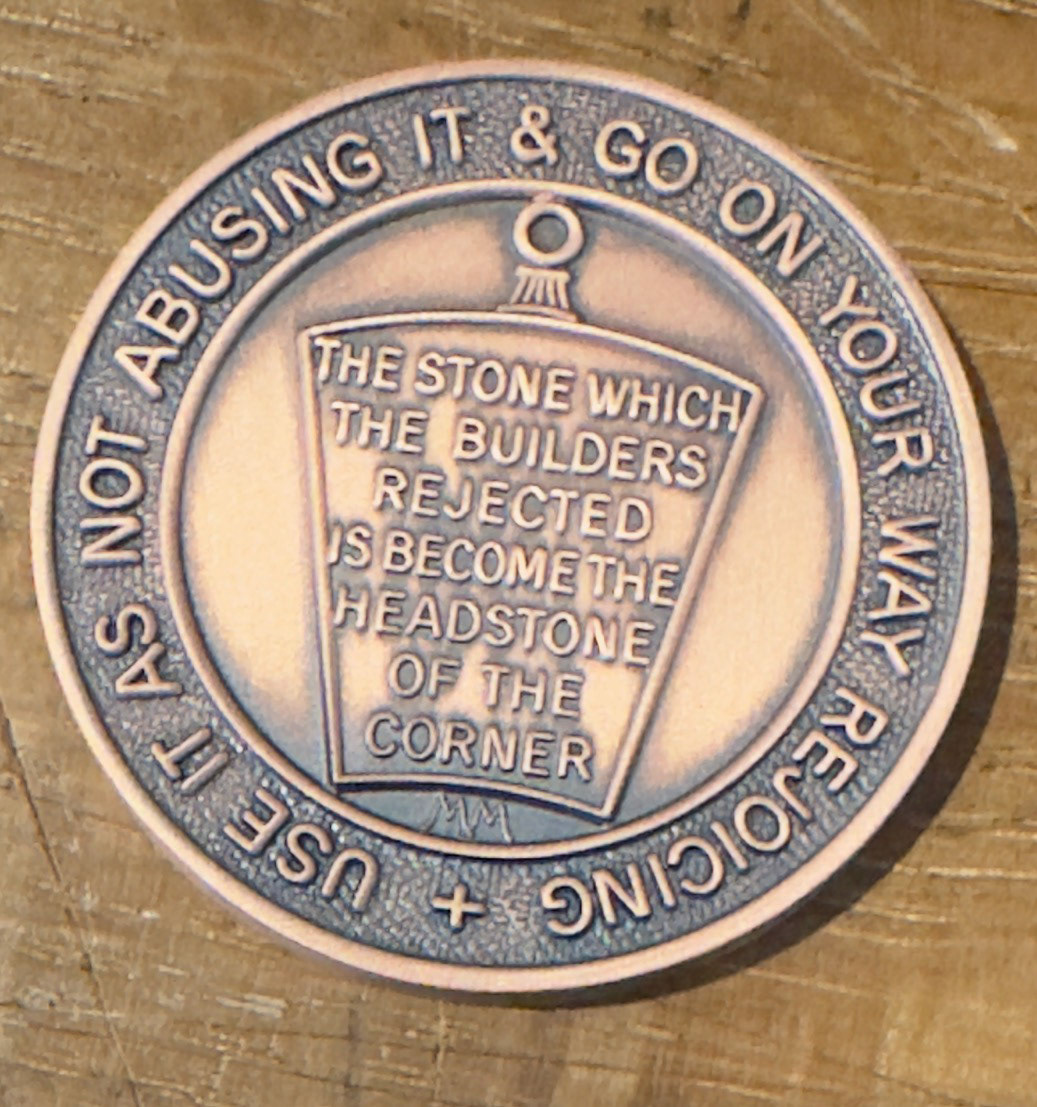 USE IT AS NOT ABUSING IT & GO ON YOUR WAY REJOICING +
THE STONE WHICH
THE BUILDERS
REJECTED
IS BECOME THE
HEADSTONE
OF THE
CORNER
MM